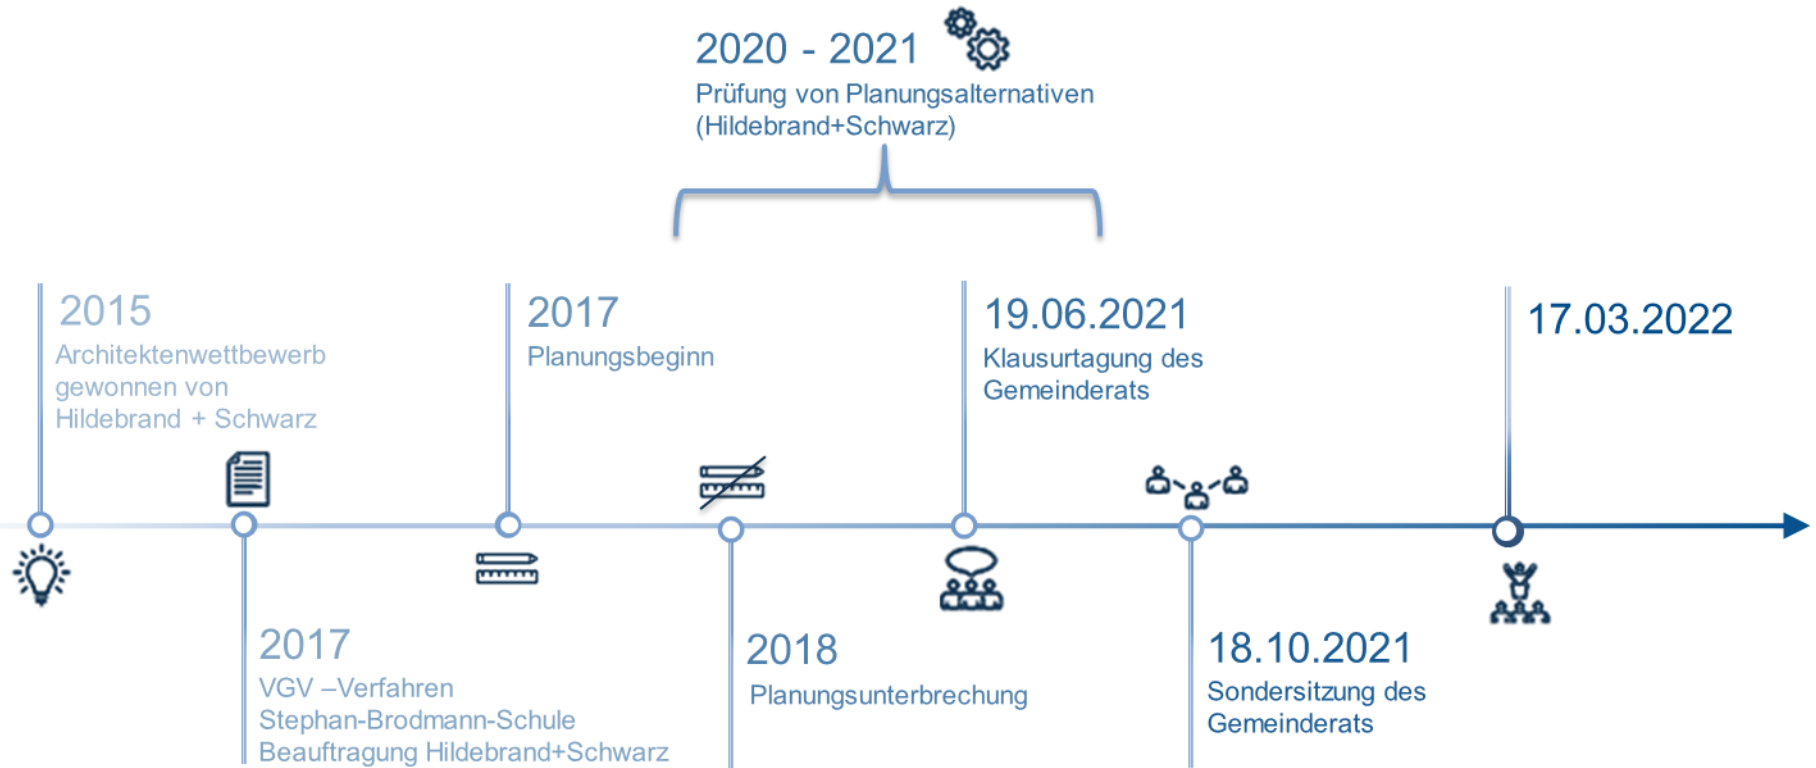 2020 - 2021
Prüfung von Planungsalternativen
(Hildebrand+Schwarz)
2015
Architektenwettbewerb
gewonnen von
Hildebrand + Schwarz
2017
Planungsbeginn
19.06.2021
Klausurtagung des
Gemeinderats
17.03.2022
2017
VGV –Verfahren
Stephan-Brodmann-Schule
Beauftragung Hildebrand+Schwarz
2018
Planungsunterbrechung
18.10.2021
Sondersitzung des
Gemeinderats